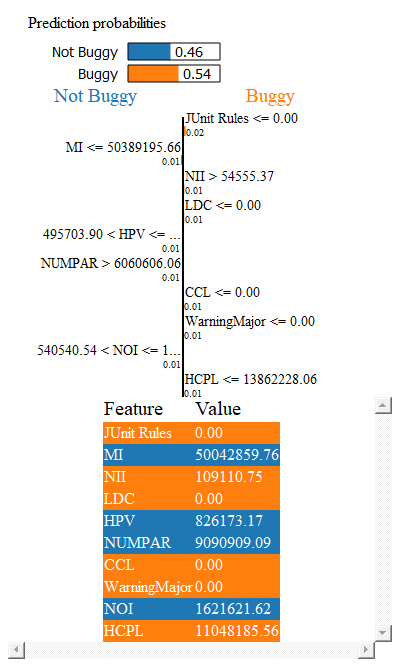 Prediction probabilities
Not Buggy 0.46
Buggy 0.54
Not Buggy Buggy
JUnit Rules <= 0.00
0.02
MI <= 50389195.66
0.01
NII > 54555.37
0.01
LDC <= 0.00
0.01
495703.90 < HPV <= ...
0.01
NUMPAR > 6060606.06
0.01
CCL <= 0.00
0.01
WarningMajor <= 0.00
0.01
540540.54 < NOI <= 1...
0.01
HCPL <= 13862228.06
0.01
Feature Value
JUnit Rules 0.00
MI 50042859.76
NII 109110.75
LDC 0.00
HPV 826173.17
NUMPAR 9090909.09
CCL 0.00
WarningMajor 0.00
NOI 1621621.62
HCPL 11048185.56